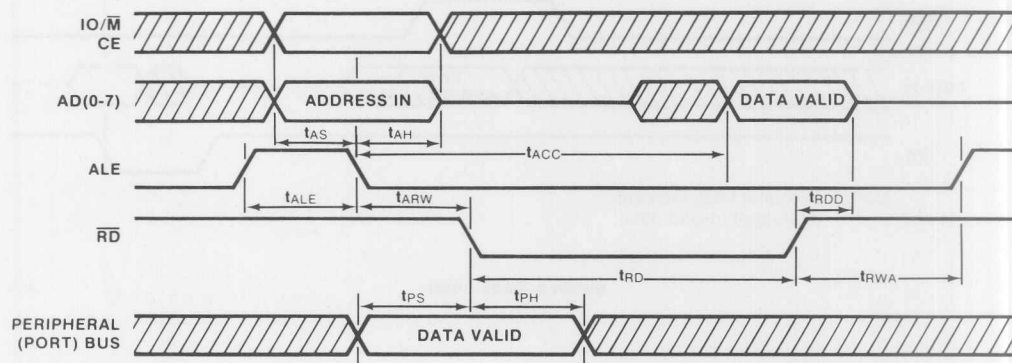 IO/M̅
CE
AD(0-7)
ADDRESS IN
DATA VALID
tAS
tAH
tACC
ALE
tALE
tARW
tRDD
R̅D̅
tRD
tRWA
tPS
tPH
PERIPHERAL
(PORT) BUS
DATA VALID